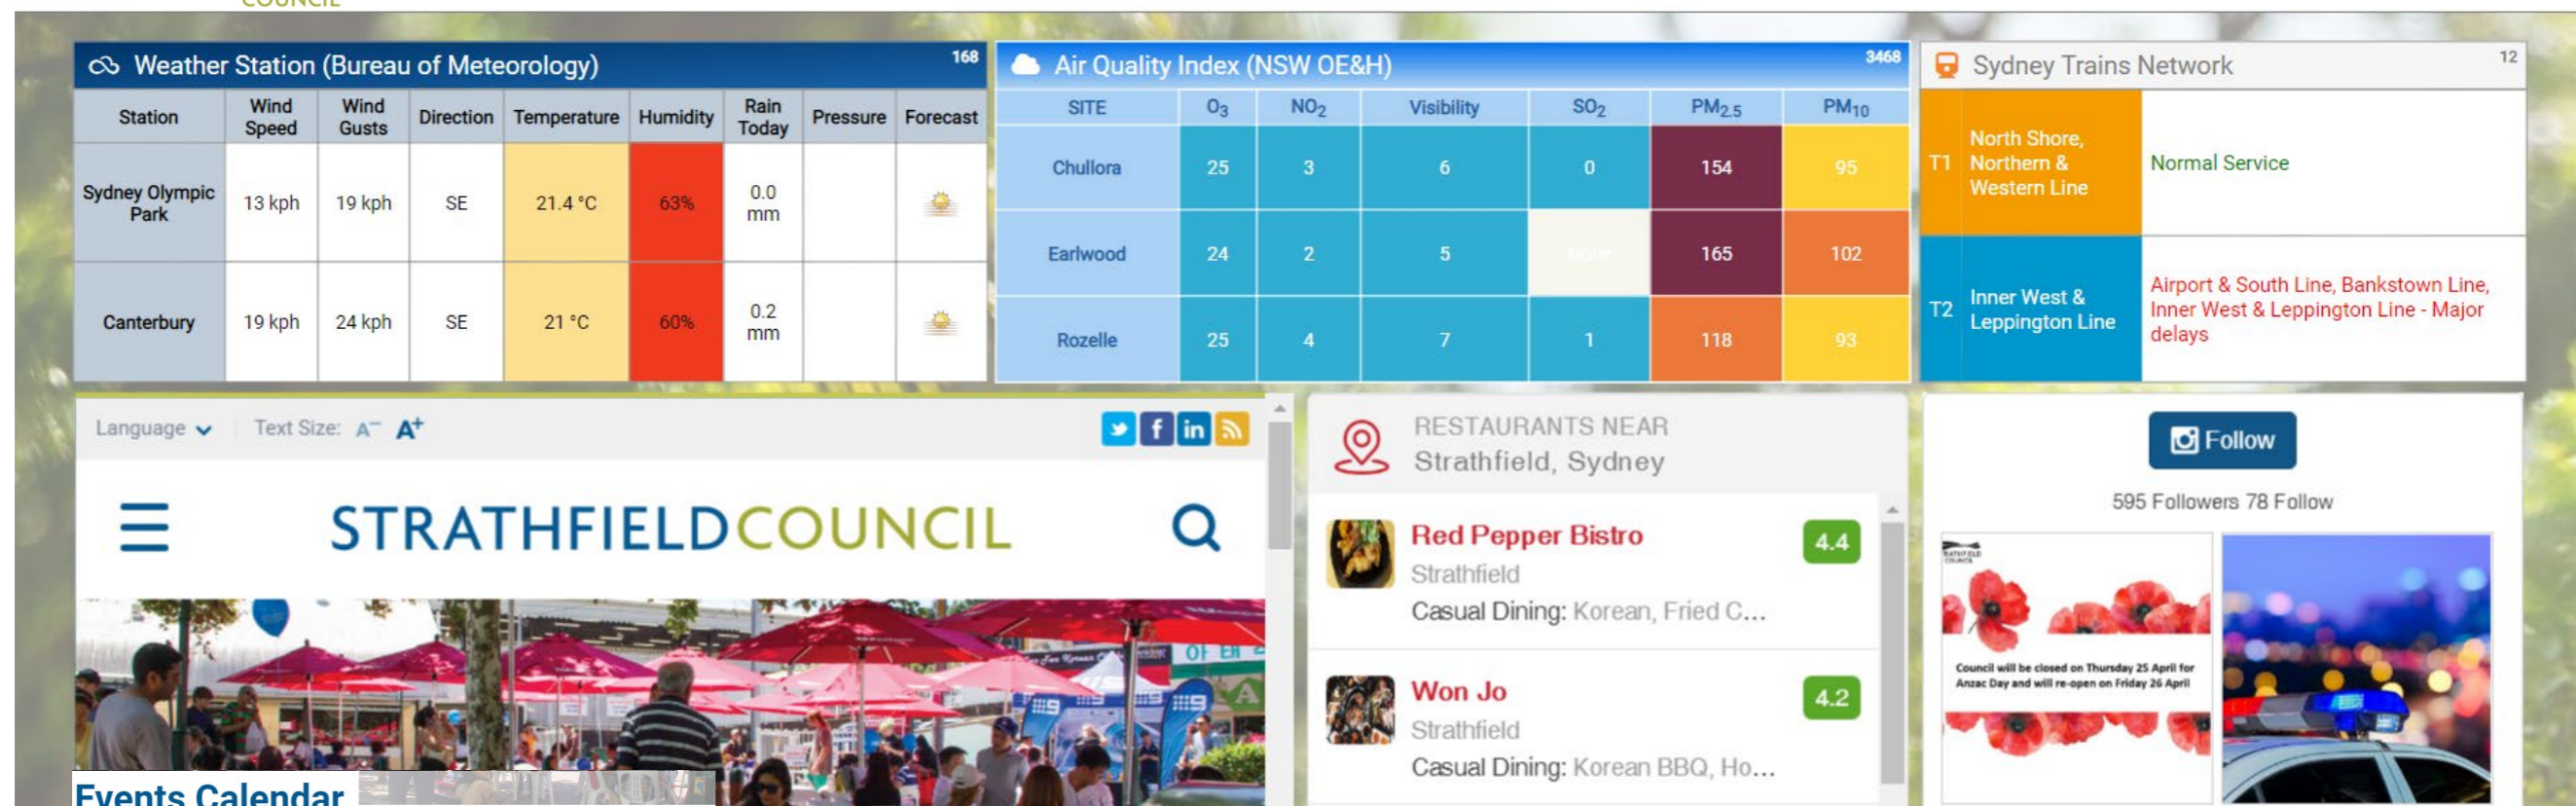 COUNCIL
Weather Station (Bureau of Meteorology) 168
Station Wind Speed Wind Gusts Direction Temperature Humidity Rain Today Pressure Forecast
Sydney Olympic Park 13 kph 19 kph SE 21.4 °C 63% 0.0 mm
Canterbury 19 kph 24 kph SE 21 °C 60% 0.2 mm
Air Quality Index (NSW OE&H) 3468
SITE O3 NO2 Visibility SO2 PM2.5 PM10
Chullora 25 3 6 0 154 95
Earlwood 24 2 5 None 165 102
Rozelle 25 4 7 1 118 93
Sydney Trains Network 12
T1 North Shore, Northern & Western Line Normal Service
T2 Inner West & Leppington Line Airport & South Line, Bankstown Line, Inner West & Leppington Line - Major delays
Language Text Size: A- A+
STRATHFIELD COUNCIL
Events Calendar
RESTAURANTS NEAR
Strathfield, Sydney
Red Pepper Bistro 4.4
Strathfield
Casual Dining: Korean, Fried C...
Won Jo 4.2
Strathfield
Casual Dining: Korean BBQ, Ho...
Follow
595 Followers 78 Follow
Council will be closed on Thursday 25 April for
Anzac Day and will re-open on Friday 26 April